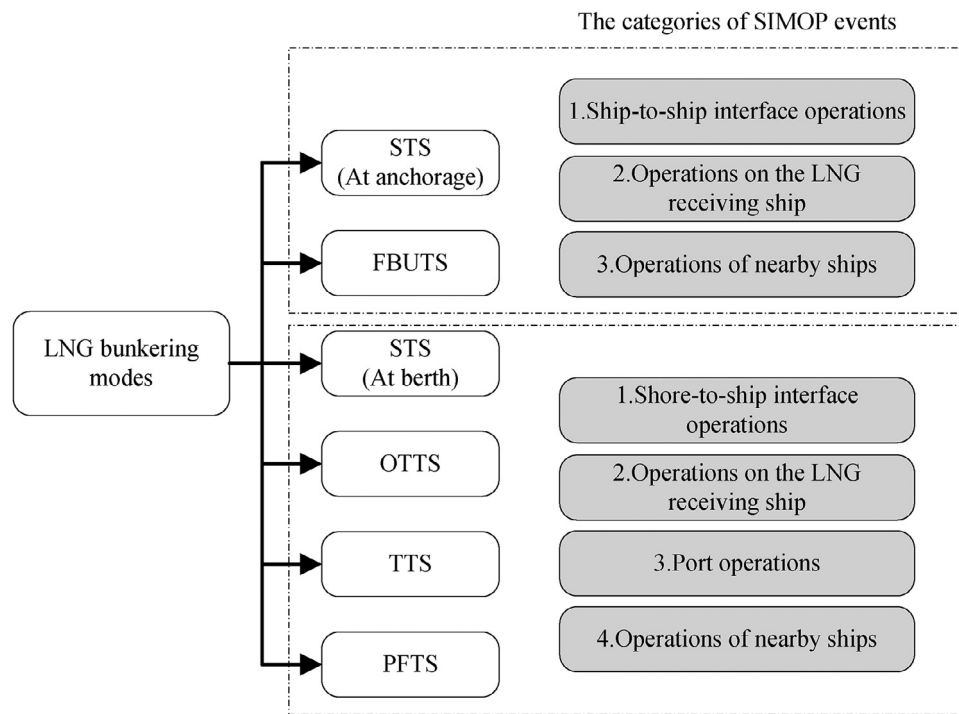 The categories of SIMOP events
1.Ship-to-ship interface operations
STS
(At anchorage)
2.Operations on the LNG
receiving ship
FBUTS
3.Operations of nearby ships
LNG bunkering
modes
STS
(At berth)
1.Shore-to-ship interface
operations
OTTS
2.Operations on the LNG
receiving ship
TTS
3.Port operations
4.Operations of nearby ships
PFTS